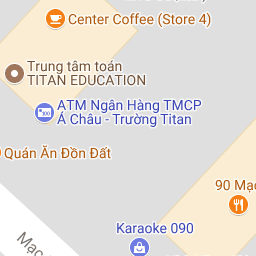 Center Coffee (Store 4)
Trung tâm toán
TITAN EDUCATION
ATM Ngân Hàng TMCP
Á Châu - Trường Titan
Quán Ăn Đồn Đất
90 Mạc
Karaoke 090
Mạc